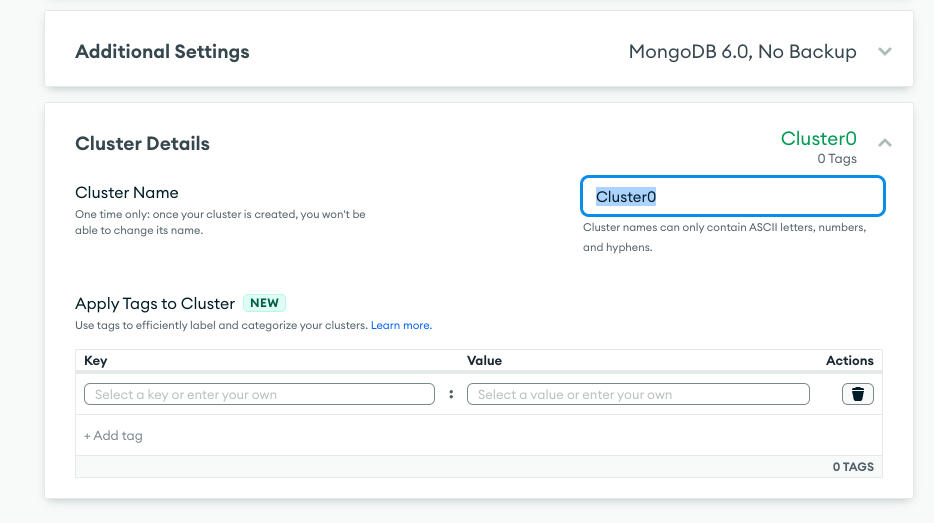 Additional Settings
MongoDB 6.0, No Backup
Cluster Details
Cluster0
0 Tags
Cluster Name
One time only: once your cluster is created, you won't be
able to change its name.
Cluster0
Cluster names can only contain ASCII letters, numbers,
and hyphens.
Apply Tags to Cluster NEW
Use tags to efficiently label and categorize your clusters. Learn more.
Key Value Actions
Select a key or enter your own : Select a value or enter your own
+ Add tag
0 TAGS